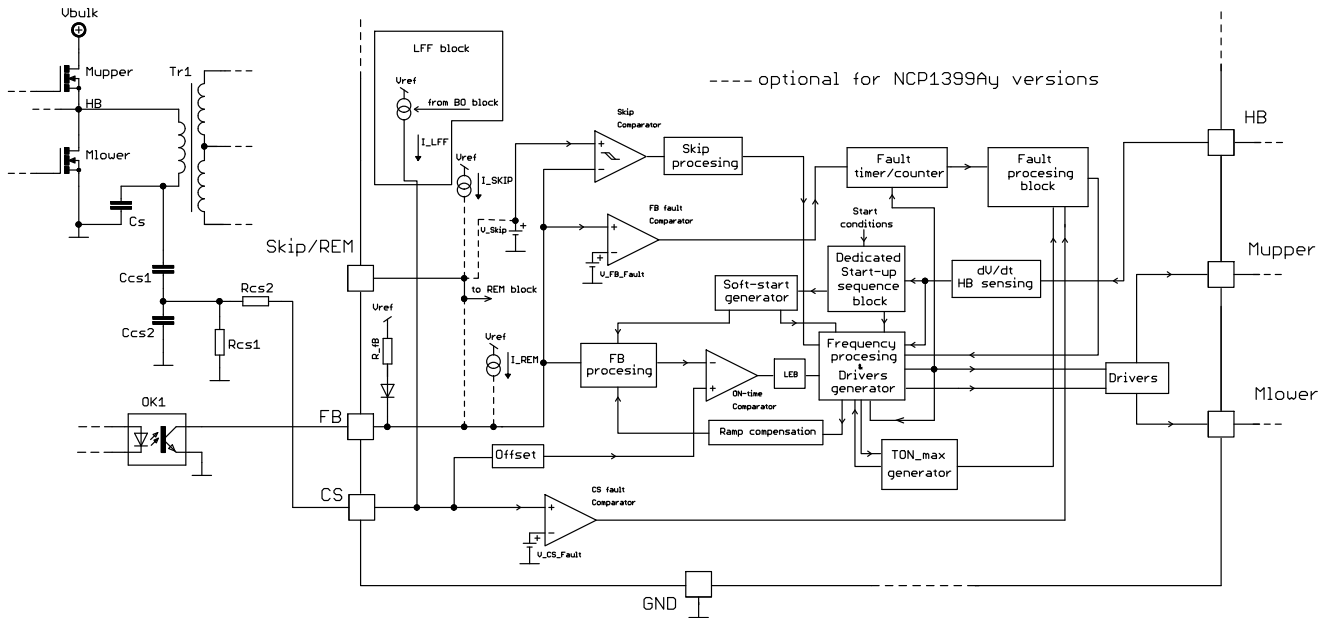 Vbulk
Mupper
HB
Mlower
Tr1
Cs
Ccs1
Rcs2
Ccs2
Rcs1
OK1
LFF block
Vref
from BO block
I_LFF
Vref
I_SKIP
---- optional for NCP1399Ay versions
Skip/REM
V_Skip
to REM block
Vref
R_fB
Vref
I_REM
FB
CS
Skip
Comparator
Skip
procesing
FB fault
Comparator
V_FB_Fault
Fault
timer/counter
Fault
procesing
block
Start
conditions
Dedicated
Start-up
sequence
block
dV/dt
HB sensing
Soft-start
generator
FB
procesing
ON-time
Comparator
LEB
Frequency
procesing
&
Drivers
generator
Drivers
Ramp compensation
Offset
TON_max
generator
CS fault
Comparator
V_CS_Fault
GND
HB
Mupper
Mlower